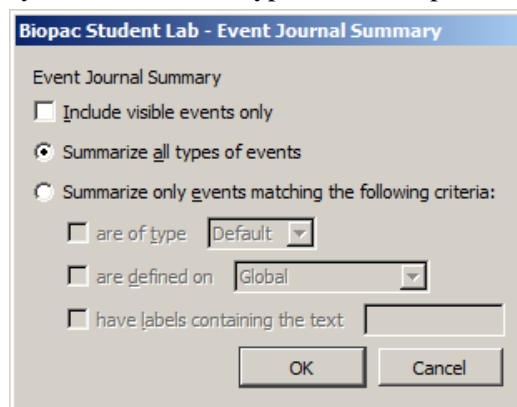 Biopac Student Lab - Event Journal Summary
Event Journal Summary
Include visible events only
Summarize all types of events
Summarize only events matching the following criteria:
are of type Default
are defined on Global
have labels containing the text
OK Cancel